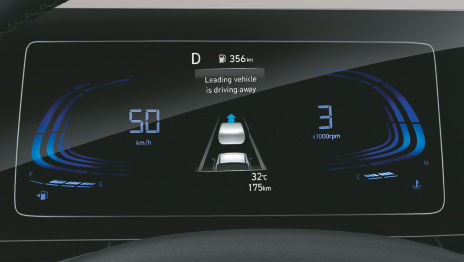 D 356km
Leading vehicle
is driving away
50
km/h
3
x1000rpm
F E
C H
32°C
175km